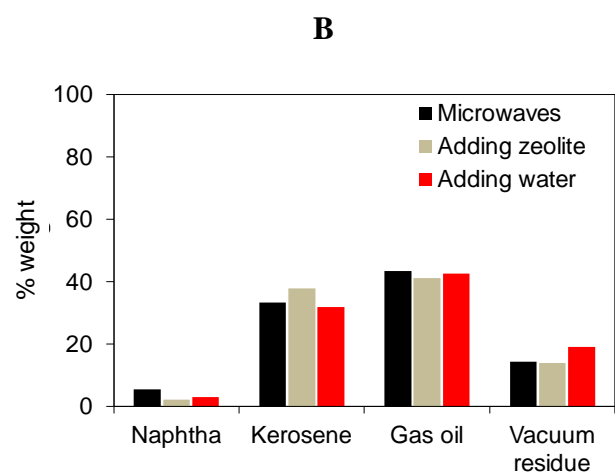 B
100
80
60
40
20
0
% weight
Microwaves
Adding zeolite
Adding water
Naphtha
Kerosene
Gas oil
Vacuum
residue